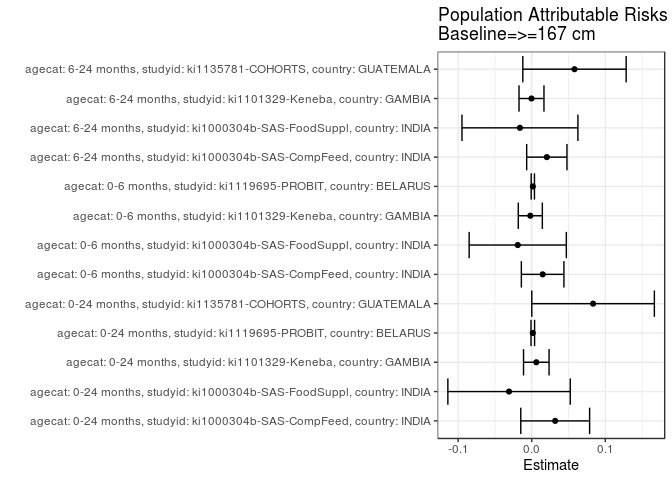 Population Attributable Risks
Baseline=>=167 cm
agecat: 6-24 months, studyid: ki1135781-COHORTS, country: GUATEMALA
agecat: 6-24 months, studyid: ki1101329-Keneba, country: GAMBIA
agecat: 6-24 months, studyid: ki1000304b-SAS-FoodSuppl, country: INDIA
agecat: 6-24 months, studyid: ki1000304b-SAS-CompFeed, country: INDIA
agecat: 0-6 months, studyid: ki1119695-PROBIT, country: BELARUS
agecat: 0-6 months, studyid: ki1101329-Keneba, country: GAMBIA
agecat: 0-6 months, studyid: ki1000304b-SAS-FoodSuppl, country: INDIA
agecat: 0-6 months, studyid: ki1000304b-SAS-CompFeed, country: INDIA
agecat: 0-24 months, studyid: ki1135781-COHORTS, country: GUATEMALA
agecat: 0-24 months, studyid: ki1119695-PROBIT, country: BELARUS
agecat: 0-24 months, studyid: ki1101329-Keneba, country: GAMBIA
agecat: 0-24 months, studyid: ki1000304b-SAS-FoodSuppl, country: INDIA
agecat: 0-24 months, studyid: ki1000304b-SAS-CompFeed, country: INDIA
-0.1 0.0 0.1
Estimate